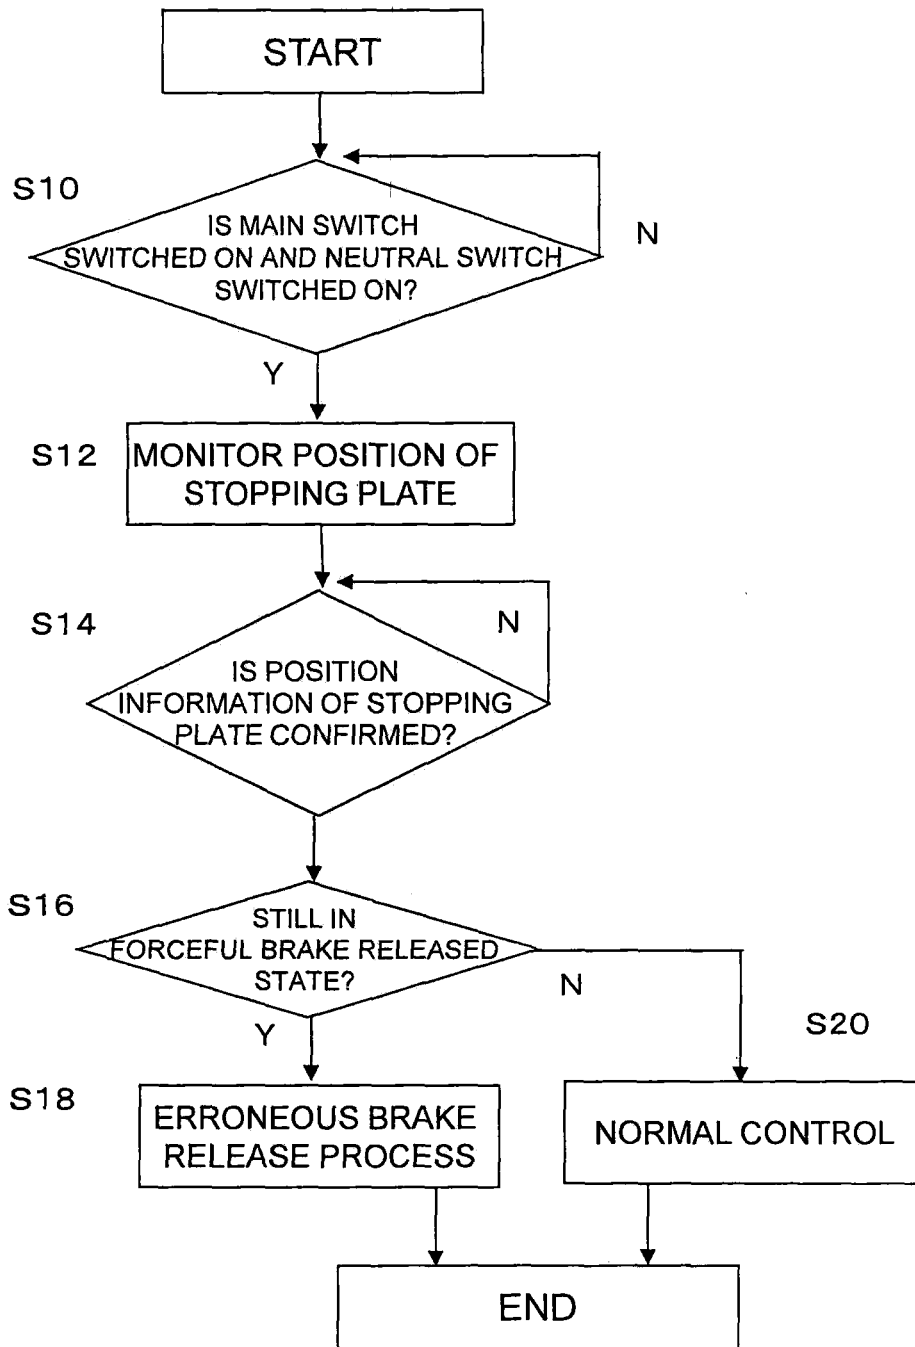 START
S10
IS MAIN SWITCH
SWITCHED ON AND NEUTRAL SWITCH
SWITCHED ON?
N
Y
S12
MONITOR POSITION OF
STOPPING PLATE
S14
N
IS POSITION
INFORMATION OF STOPPING
PLATE CONFIRMED?
S16
STILL IN
FORCEFUL BRAKE RELEASED
STATE?
N
Y
S20
S18
ERRONEOUS BRAKE
RELEASE PROCESS
NORMAL CONTROL
END